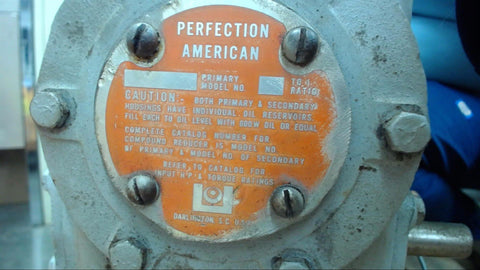 PERFECTION
AMERICAN
PRIMARY TO 1
MODEL NO. RATIO
CAUTION - BOTH PRIMARY & SECONDARY
HOUSINGS HAVE INDIVIDUAL OIL RESERVOIRS
FILL EACH TO OIL LEVEL WITH 600W OIL OR EQUAL
COMPLETE CATALOG NUMBER FOR
COMPOUND REDUCER IS MODEL NO
OF PRIMARY & MODEL NO OF SECONDARY
REFER TO CATALOG FOR
INPUT H P & TORQUE RATINGS
DARLINGTON, S.C.